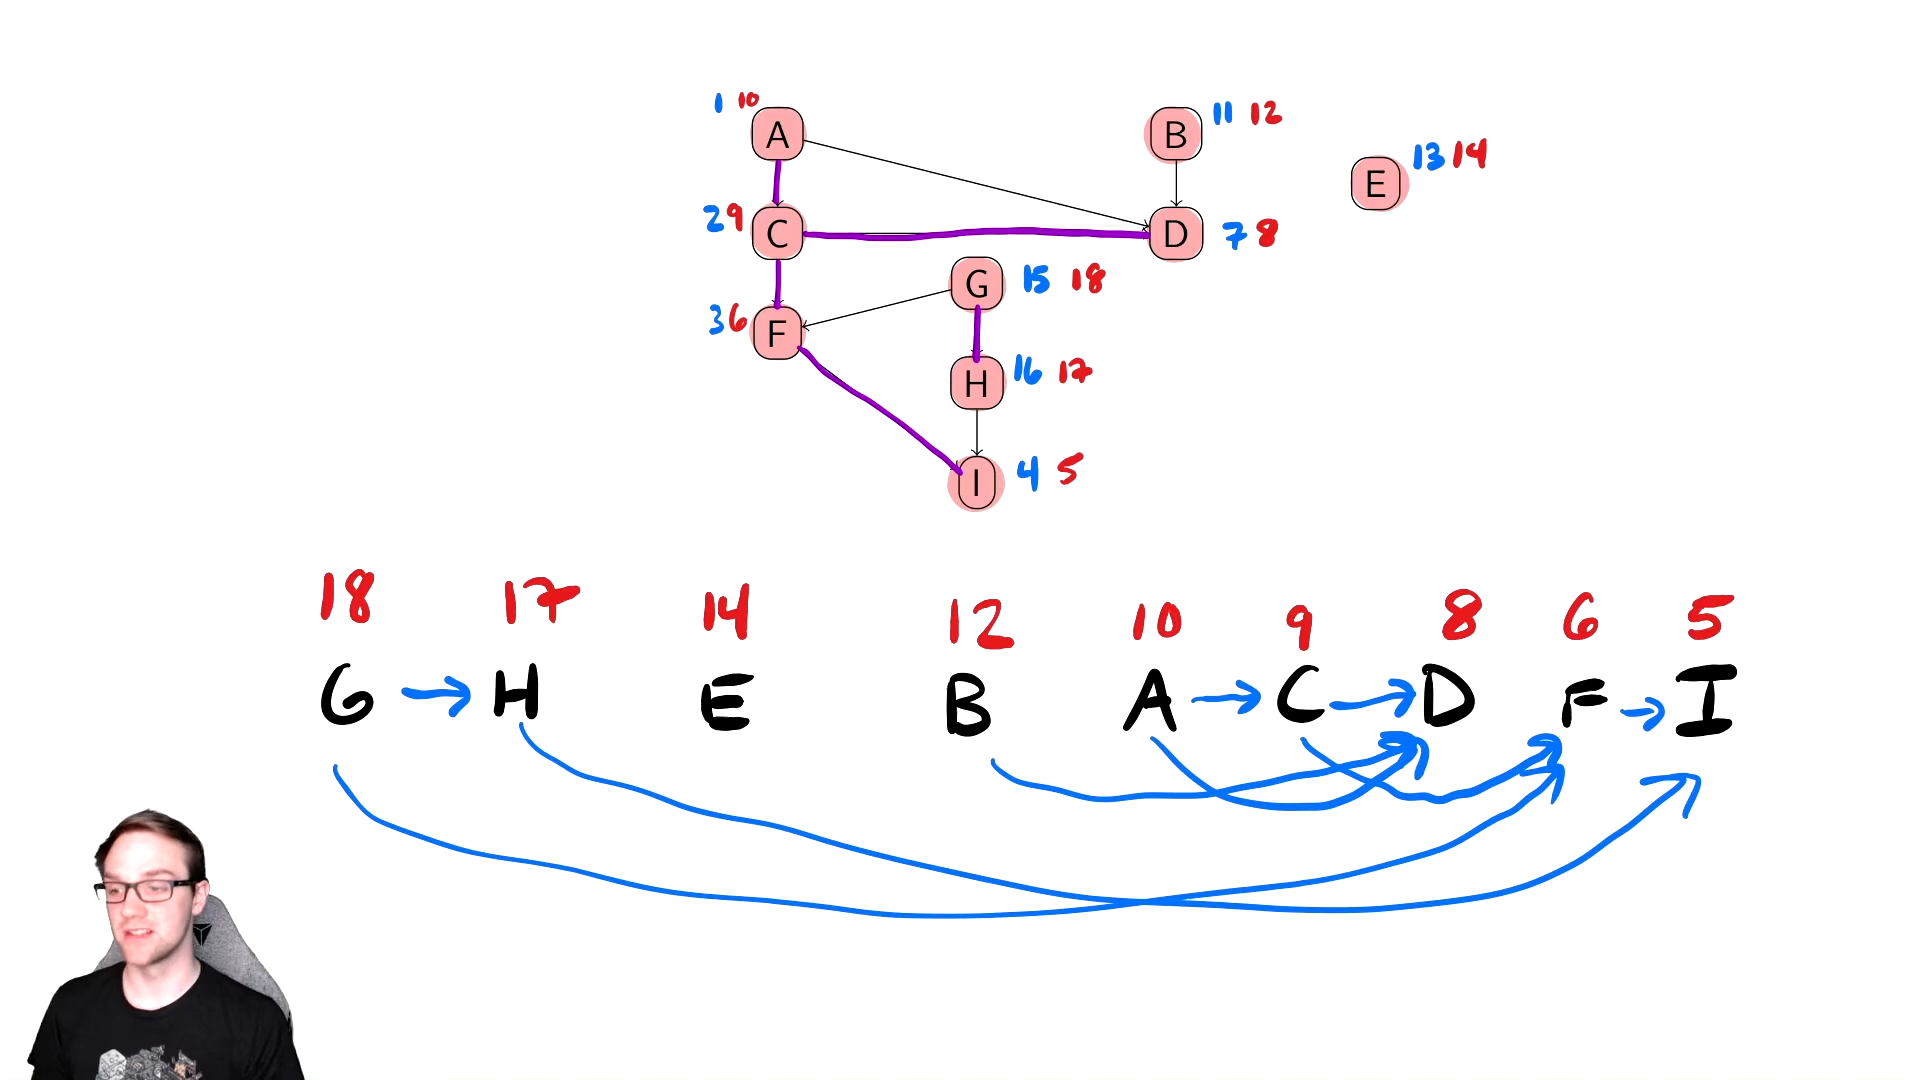 1 10
A
B
11 12
13 14
E
2 9
C
D
7 8
G
15 18
3 6
F
H
16 17
I
4 5
18 17 14 12 10 9 8 6 5
G → H E B A → C → D F → I